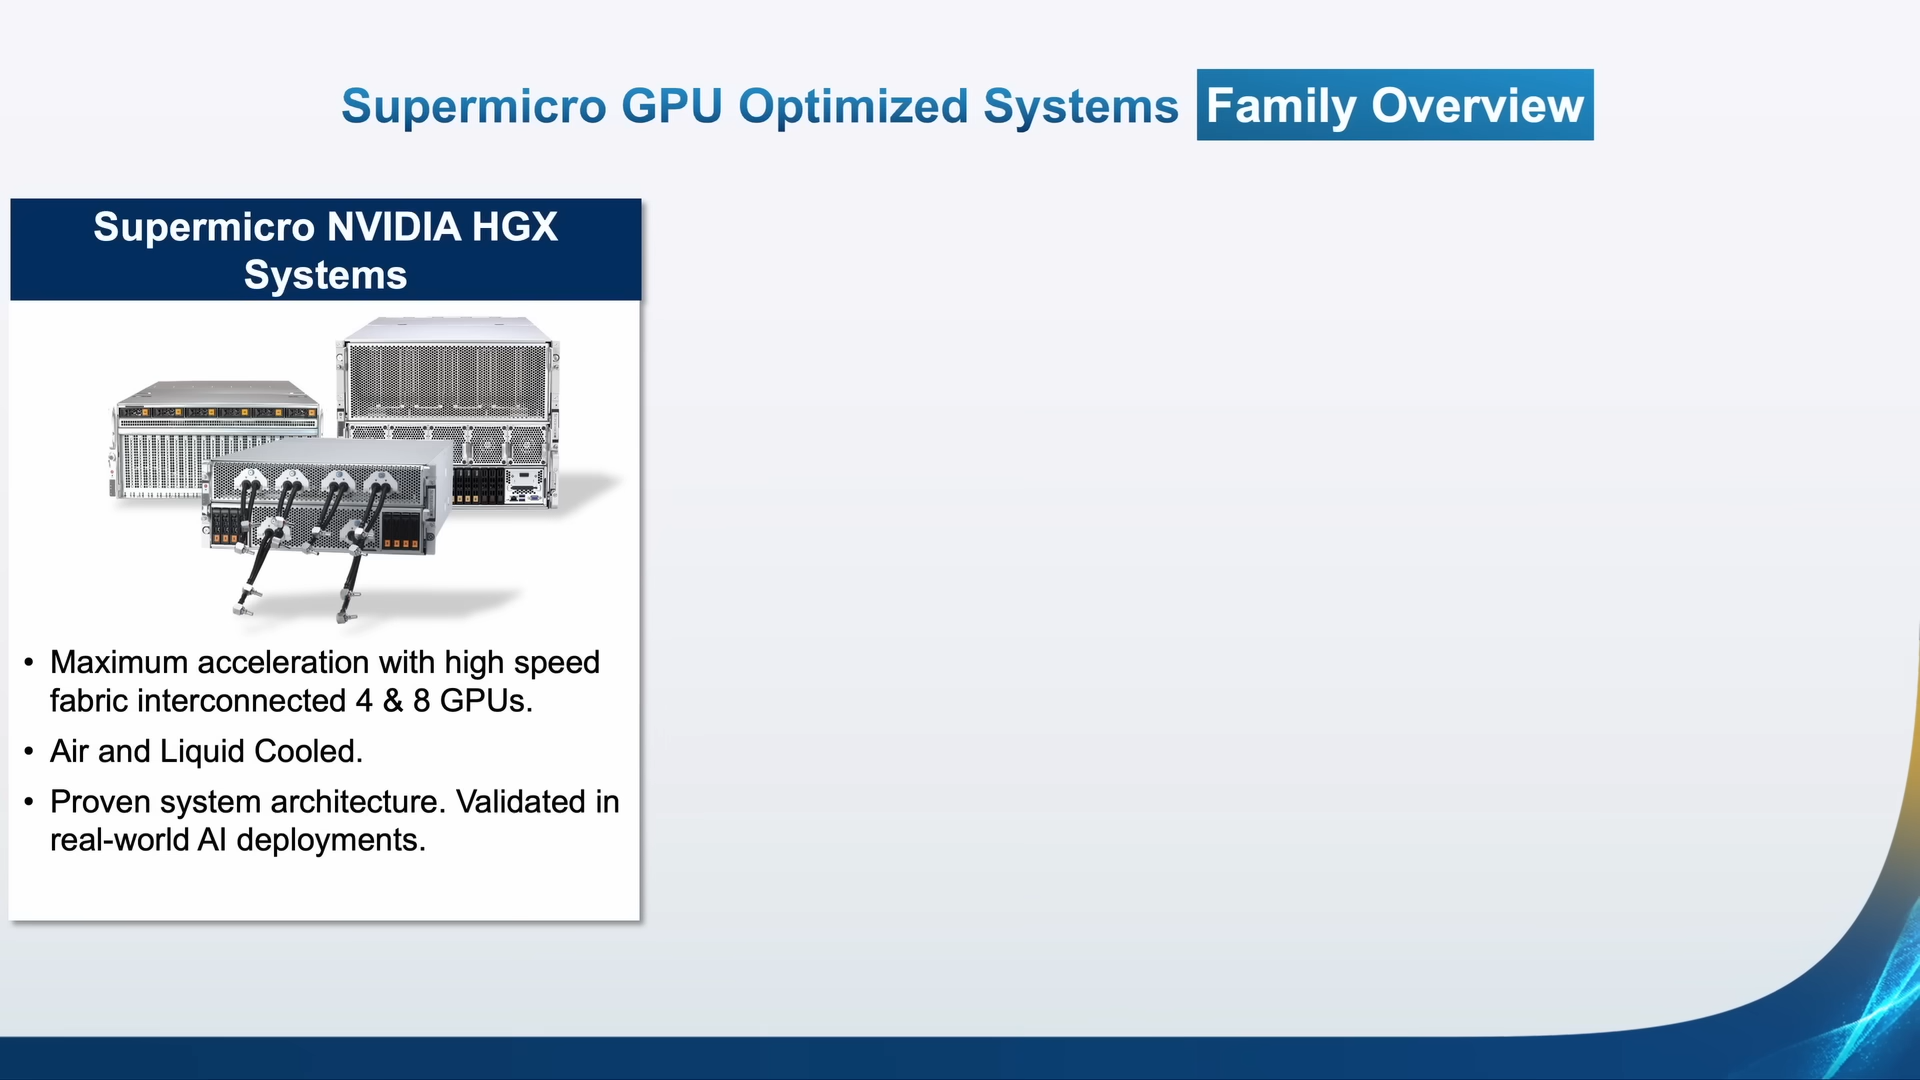 Supermicro GPU Optimized Systems Family Overview
Supermicro NVIDIA HGX
Systems
• Maximum acceleration with high speed
fabric interconnected 4 & 8 GPUs.
• Air and Liquid Cooled.
• Proven system architecture. Validated in
real-world AI deployments.